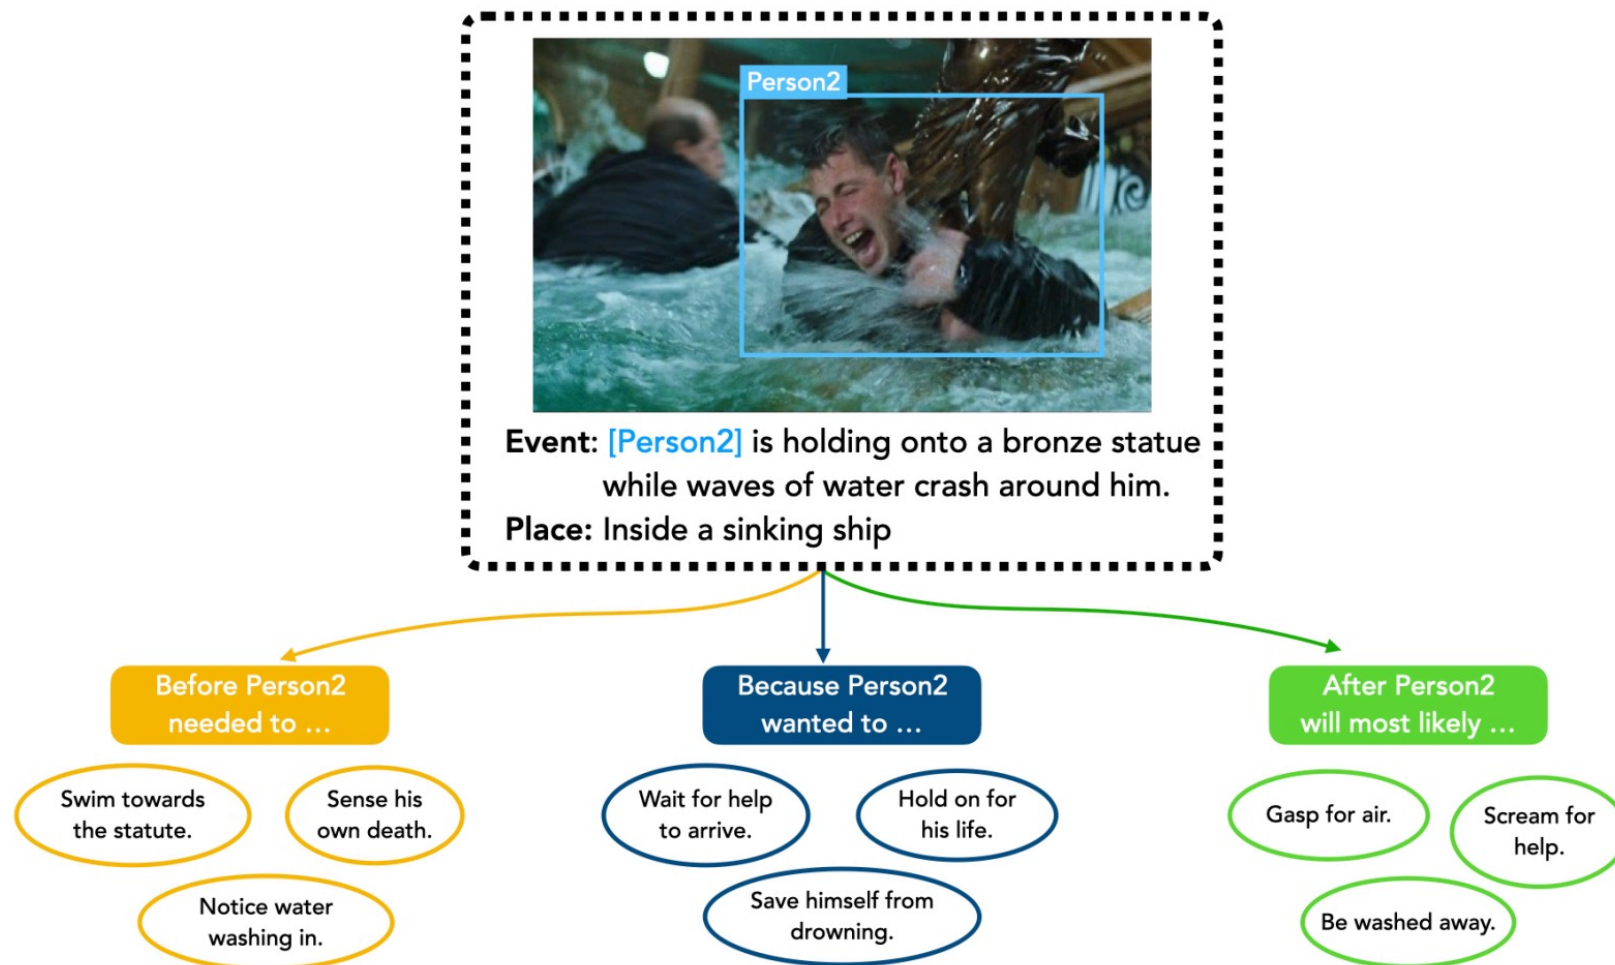 Person2
Event: [Person2] is holding onto a bronze statue
while waves of water crash around him.
Place: Inside a sinking ship
Before Person2
needed to ...
Swim towards
the statute.
Sense his
own death.
Notice water
washing in.
Because Person2
wanted to ...
Wait for help
to arrive.
Hold on for
his life.
Save himself from
drowning.
After Person2
will most likely ...
Gasp for air.
Scream for
help.
Be washed away.